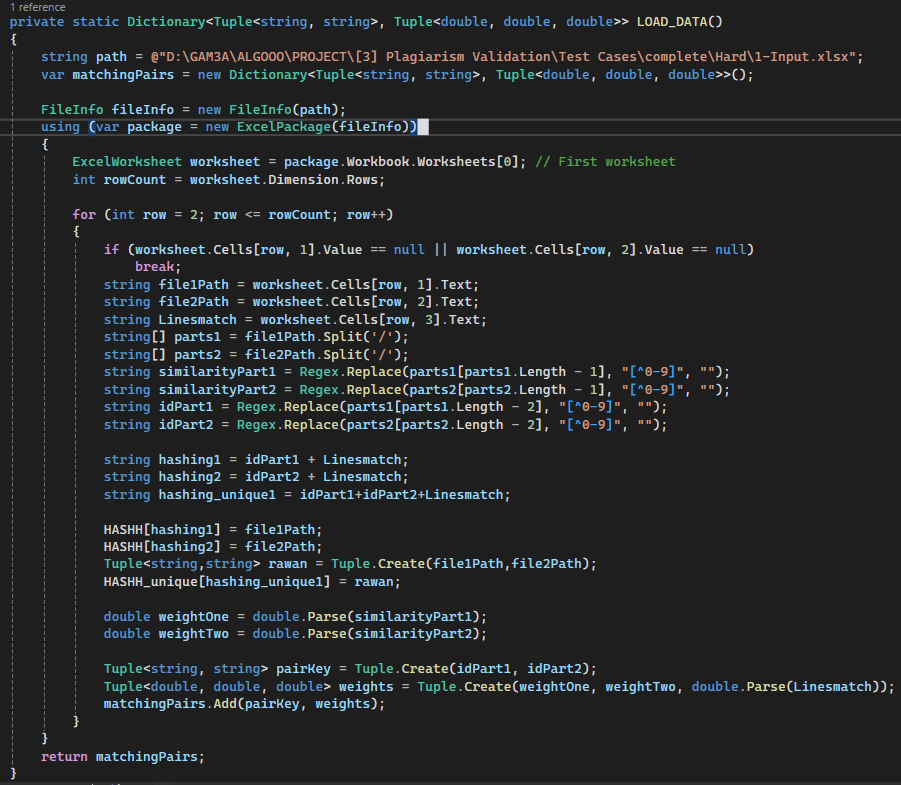 1 reference
private static Dictionary<Tuple<string, string>, Tuple<double, double, double>> LOAD_DATA()
{
    string path = @"D:\GAM3A\ALGOOO\PROJECT\[3] Plagiarism Validation\Test Cases\complete\Hard\1-Input.xlsx";
    var matchingPairs = new Dictionary<Tuple<string, string>, Tuple<double, double, double>>();

    FileInfo fileInfo = new FileInfo(path);
    using (var package = new ExcelPackage(fileInfo))
    {
        ExcelWorksheet worksheet = package.Workbook.Worksheets[0]; // First worksheet
        int rowCount = worksheet.Dimension.Rows;

        for (int row = 2; row <= rowCount; row++)
        {
            if (worksheet.Cells[row, 1].Value == null || worksheet.Cells[row, 2].Value == null)
                break;
            string file1Path = worksheet.Cells[row, 1].Text;
            string file2Path = worksheet.Cells[row, 2].Text;
            string Linesmatch = worksheet.Cells[row, 3].Text;
            string[] parts1 = file1Path.Split('/');
            string[] parts2 = file2Path.Split('/');
            string similarityPart1 = Regex.Replace(parts1[parts1.Length - 1], "[^0-9]", "");
            string similarityPart2 = Regex.Replace(parts2[parts2.Length - 1], "[^0-9]", "");
            string idPart1 = Regex.Replace(parts1[parts1.Length - 2], "[^0-9]", "");
            string idPart2 = Regex.Replace(parts2[parts2.Length - 2], "[^0-9]", "");

            string hashing1 = idPart1 + Linesmatch;
            string hashing2 = idPart2 + Linesmatch;
            string hashing_unique1 = idPart1+idPart2+Linesmatch;

            HASHH[hashing1] = file1Path;
            HASHH[hashing2] = file2Path;
            Tuple<string,string> rawan = Tuple.Create(file1Path,file2Path);
            HASHH_unique[hashing_unique1] = rawan;

            double weightOne = double.Parse(similarityPart1);
            double weightTwo = double.Parse(similarityPart2);

            Tuple<string, string> pairKey = Tuple.Create(idPart1, idPart2);
            Tuple<double, double, double> weights = Tuple.Create(weightOne, weightTwo, double.Parse(Linesmatch));
            matchingPairs.Add(pairKey, weights);
        }
    }
    return matchingPairs;
}